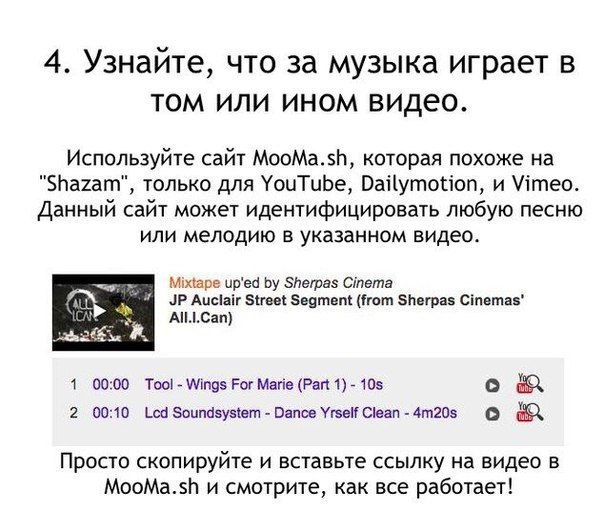 4. Узнайте, что за музыка играет в
том или ином видео.
Используйте сайт MooMa.sh, которая похоже на
"Shazam", только для YouTube, Dailymotion, и Vimeo.
Данный сайт может идентифицировать любую песню
или мелодию в указанном видео.
ALL
I.CAN
Mixtape up'ed by Sherpas Cinema
JP Auclair Street Segment (from Sherpas Cinemas'
All.I.Can)
1 00:00 Tool - Wings For Marie (Part 1) - 10s You Tube
2 00:10 Lcd Soundsystem - Dance Yrself Clean - 4m20s You Tube
Просто скопируйте и вставьте ссылку на видео в
MooMa.sh и смотрите, как все работает!